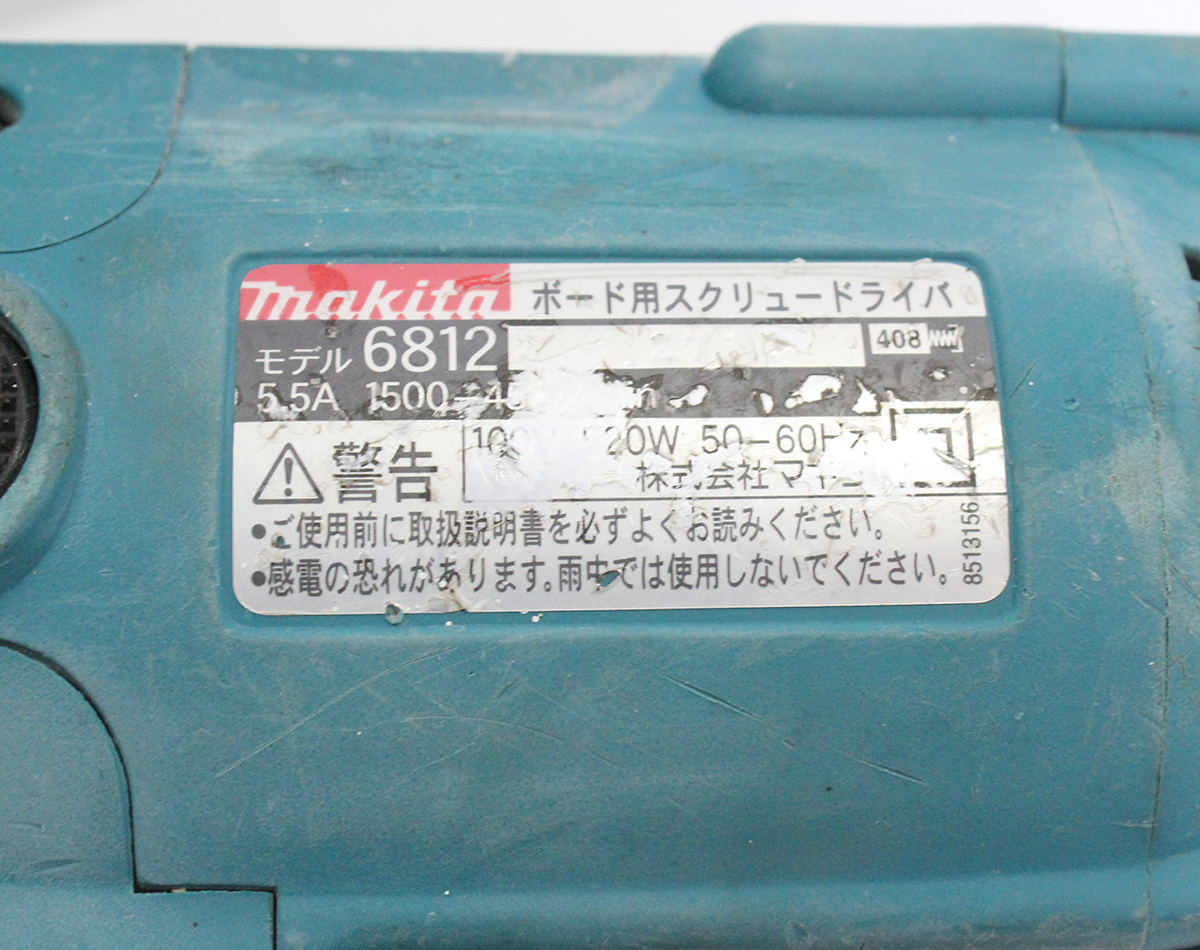 makita ボード用スクリュードライバ
モデル 6812
408
5.5A 1500-
50-60Hz
警告
株式会社
●ご使用前に取扱説明書を必ずよくお読みください。
●感電の恐れがあります。雨中では使用しないでください。
8513156